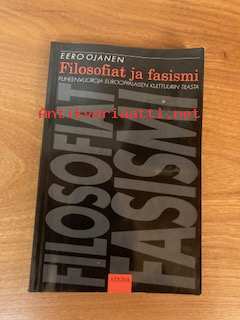 EERO OJANEN
Filosofiat ja fasismi
PUHEENVUOROJA EUROOPPALAISEN KULTTUURIN TILASTA
antikvariaatti.net
FILOSOFIAT
FASISMI